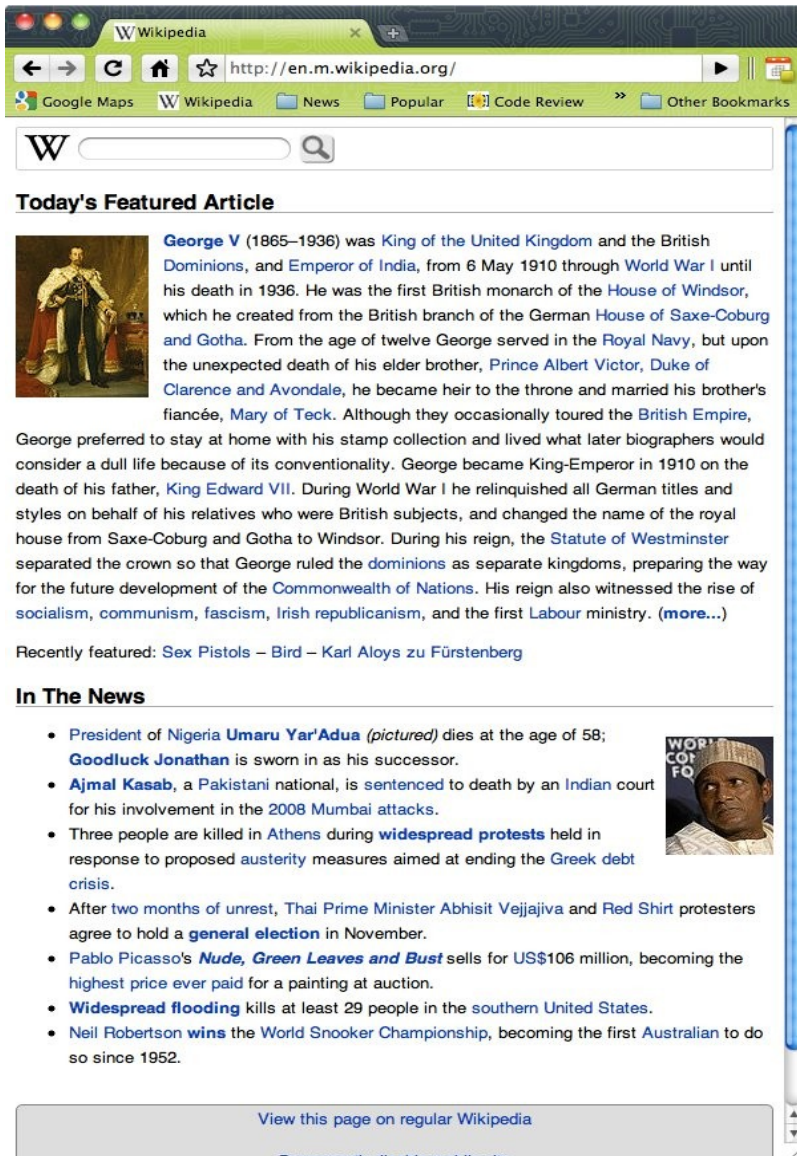 Wikipedia
http://en.m.wikipedia.org/
Google Maps Wikipedia News Popular Code Review » Other Bookmarks
W
Today's Featured Article
George V (1865–1936) was King of the United Kingdom and the British
Dominions, and Emperor of India, from 6 May 1910 through World War I until
his death in 1936. He was the first British monarch of the House of Windsor,
which he created from the British branch of the German House of Saxe-Coburg
and Gotha. From the age of twelve George served in the Royal Navy, but upon
the unexpected death of his elder brother, Prince Albert Victor, Duke of
Clarence and Avondale, he became heir to the throne and married his brother's
fiancée, Mary of Teck. Although they occasionally toured the British Empire,
George preferred to stay at home with his stamp collection and lived what later biographers would
consider a dull life because of its conventionality. George became King-Emperor in 1910 on the
death of his father, King Edward VII. During World War I he relinquished all German titles and
styles on behalf of his relatives who were British subjects, and changed the name of the royal
house from Saxe-Coburg and Gotha to Windsor. During his reign, the Statute of Westminster
separated the crown so that George ruled the dominions as separate kingdoms, preparing the way
for the future development of the Commonwealth of Nations. His reign also witnessed the rise of
socialism, communism, fascism, Irish republicanism, and the first Labour ministry. (more...)
Recently featured: Sex Pistols – Bird – Karl Aloys zu Fürstenberg
In The News
• President of Nigeria Umaru Yar'Adua (pictured) dies at the age of 58;
Goodluck Jonathan is sworn in as his successor.
• Ajmal Kasab, a Pakistani national, is sentenced to death by an Indian court
for his involvement in the 2008 Mumbai attacks.
• Three people are killed in Athens during widespread protests held in
response to proposed austerity measures aimed at ending the Greek debt
crisis.
• After two months of unrest, Thai Prime Minister Abhisit Vejjajiva and Red Shirt protesters
agree to hold a general election in November.
• Pablo Picasso's Nude, Green Leaves and Bust sells for US$106 million, becoming the
highest price ever paid for a painting at auction.
• Widespread flooding kills at least 29 people in the southern United States.
• Neil Robertson wins the World Snooker Championship, becoming the first Australian to do
so since 1952.
View this page on regular Wikipedia